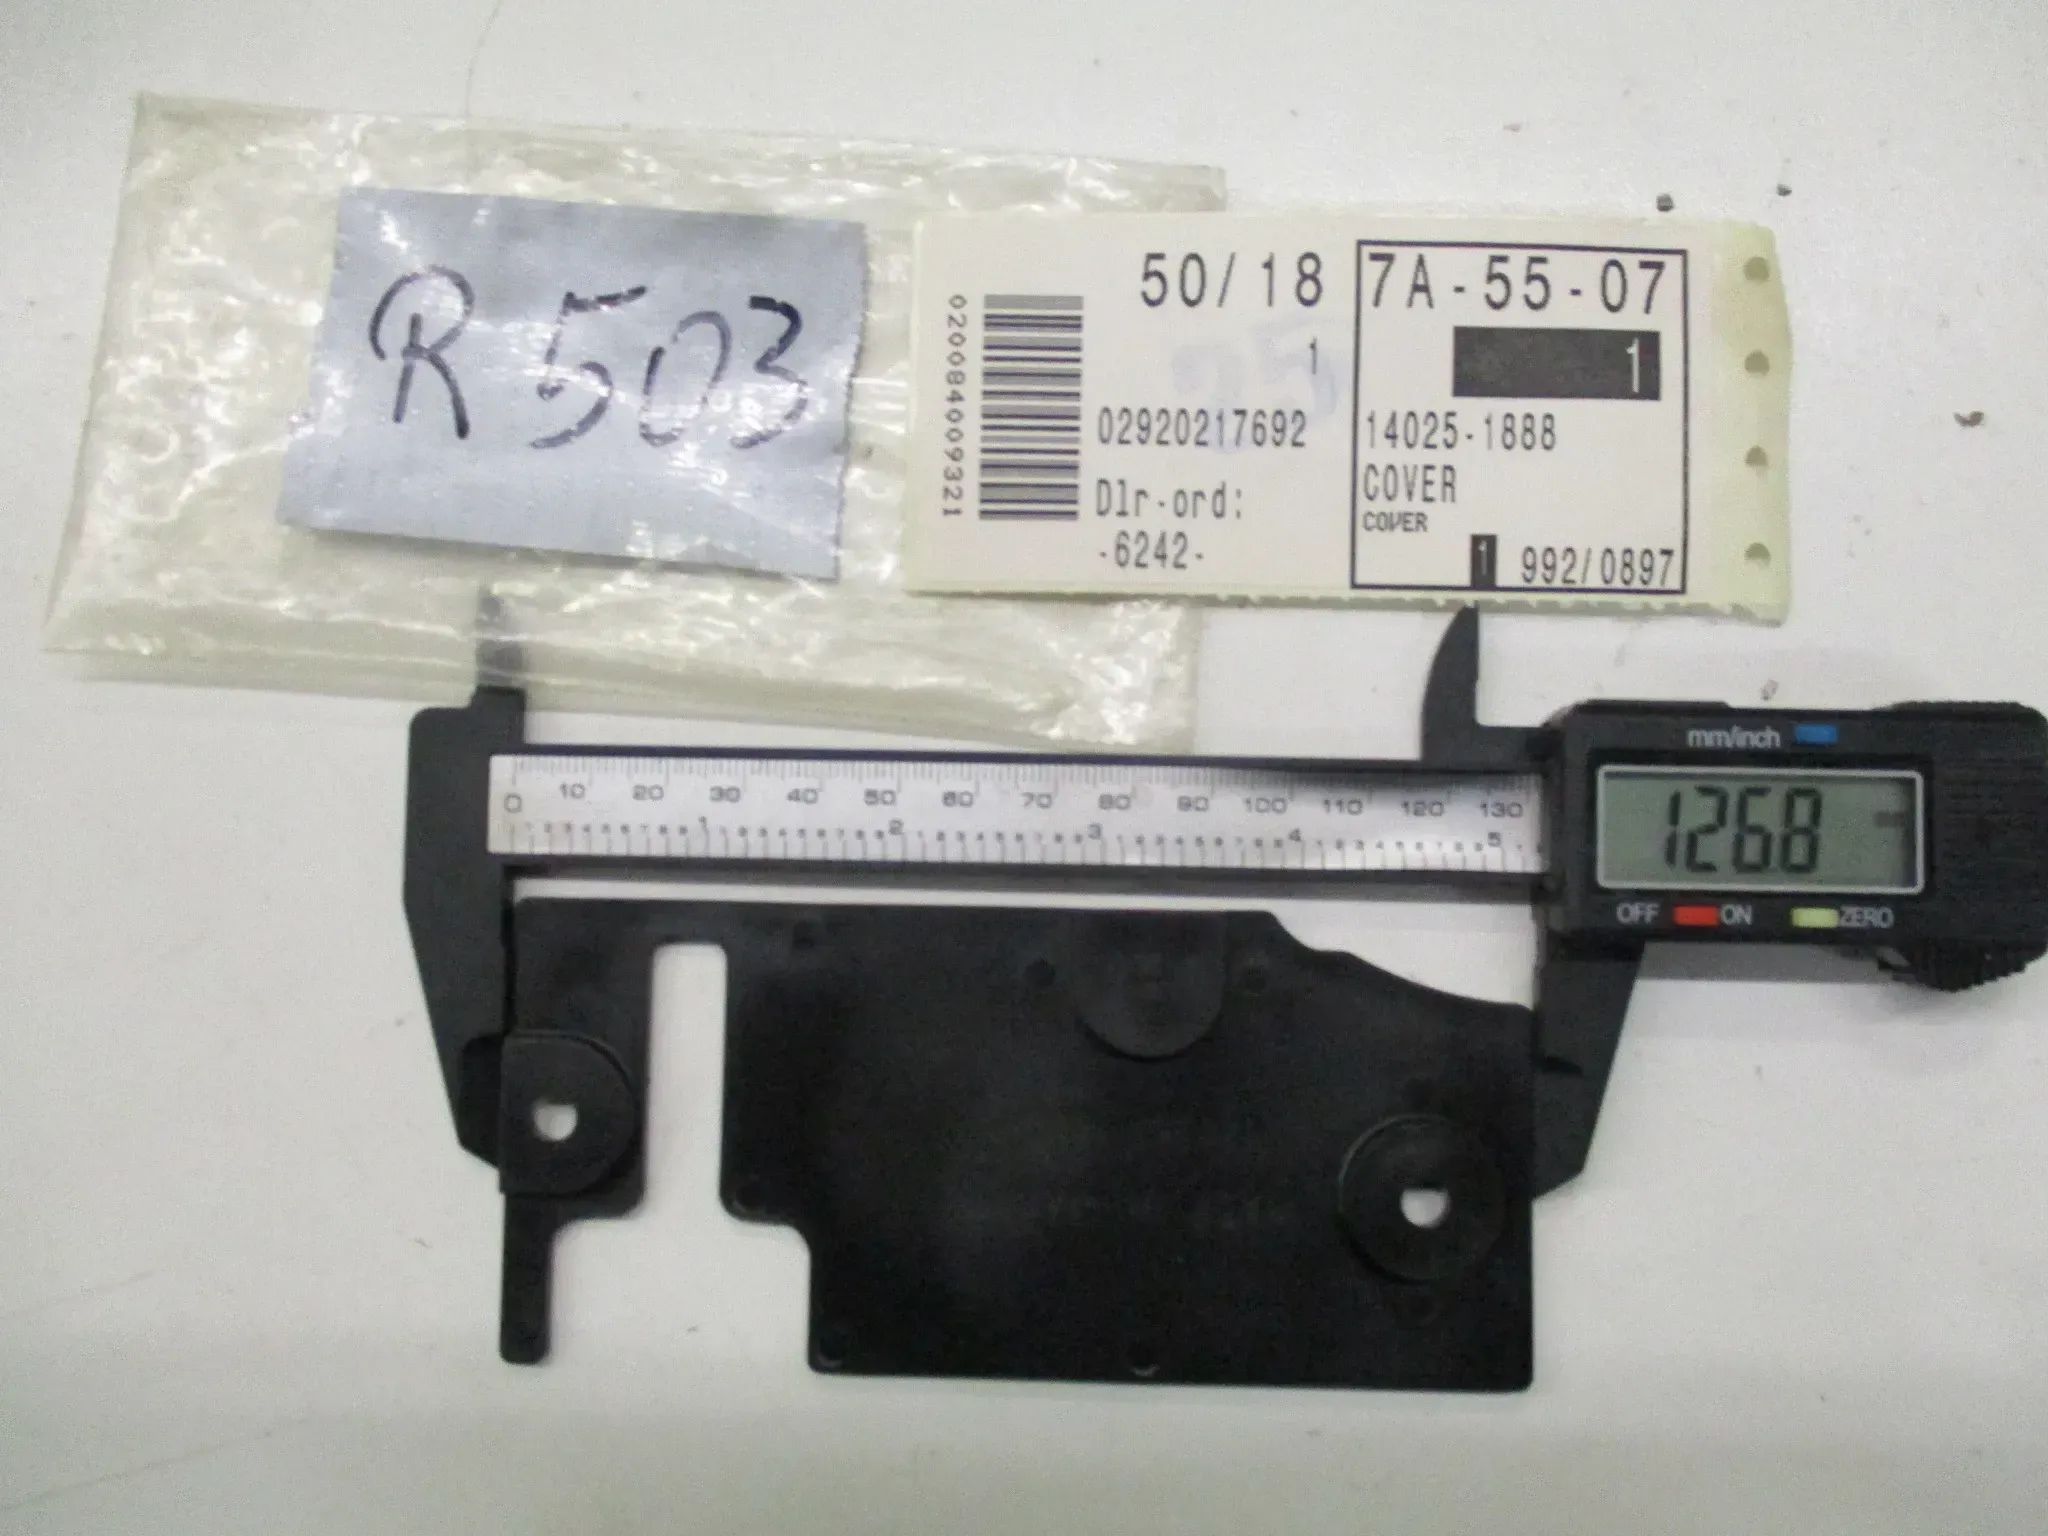 R 503
020084009321
50/18
1
02920217692
Dlr-ord:
-6242-
7A-55-07
1
14025-1888
COVER
COVER
1 992/0897
mm/inch
1268
OFF ON ZERO
0 10 20 30 40 50 60 70 80 90 100 110 120 130
1 2 3 4 5